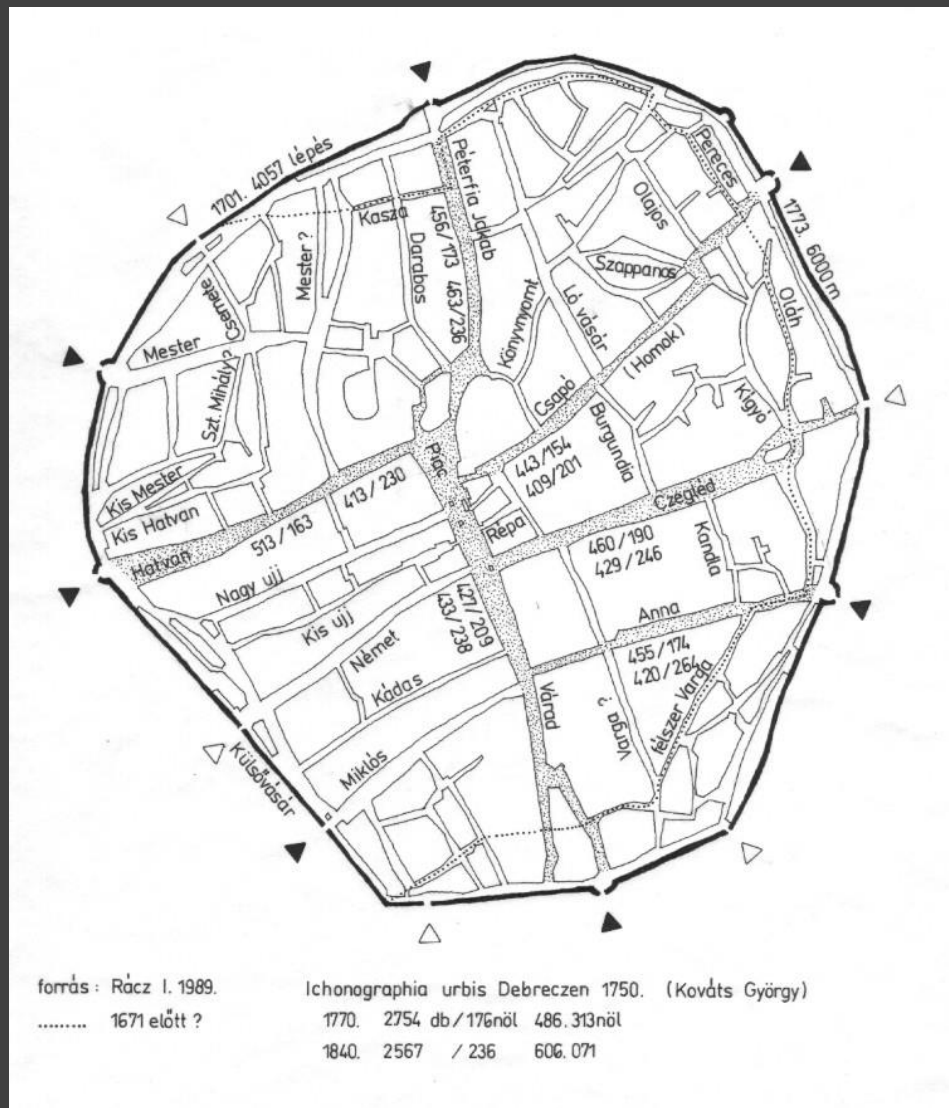 1701. 4057 lépés
Péterfia Jakab
Pereces
1773. 6000m
Kasza
456/173 463/236
Darabos
Mester ?
Olajos
Szappanos
Oláh
Csemete
Mester
Szt. Mihály ?
Könyvnyomt
Ló vásár
(Homok)
Csapó
Kígyó
Piac
Burgundia
443/154
409/201
Kis Mester
Kis Hatvan
Hatvan
513/163
413/230
Répa
Czegléd
460/190
429/246
Kandia
Nagy ujj
Kis ujj
427/209
433/238
Anna
Német
Kádas
455/174
420/264
Várad
Varga ?
félszer Varga
Miklós
Külsővásár
forrás : Rácz I. 1989.
......... 1671 előtt ?
Ichonographia urbis Debreczen 1750. (Kováts György)
1770. 2754 db/176nöl 486.313nöl
1840. 2567 /236 606.071